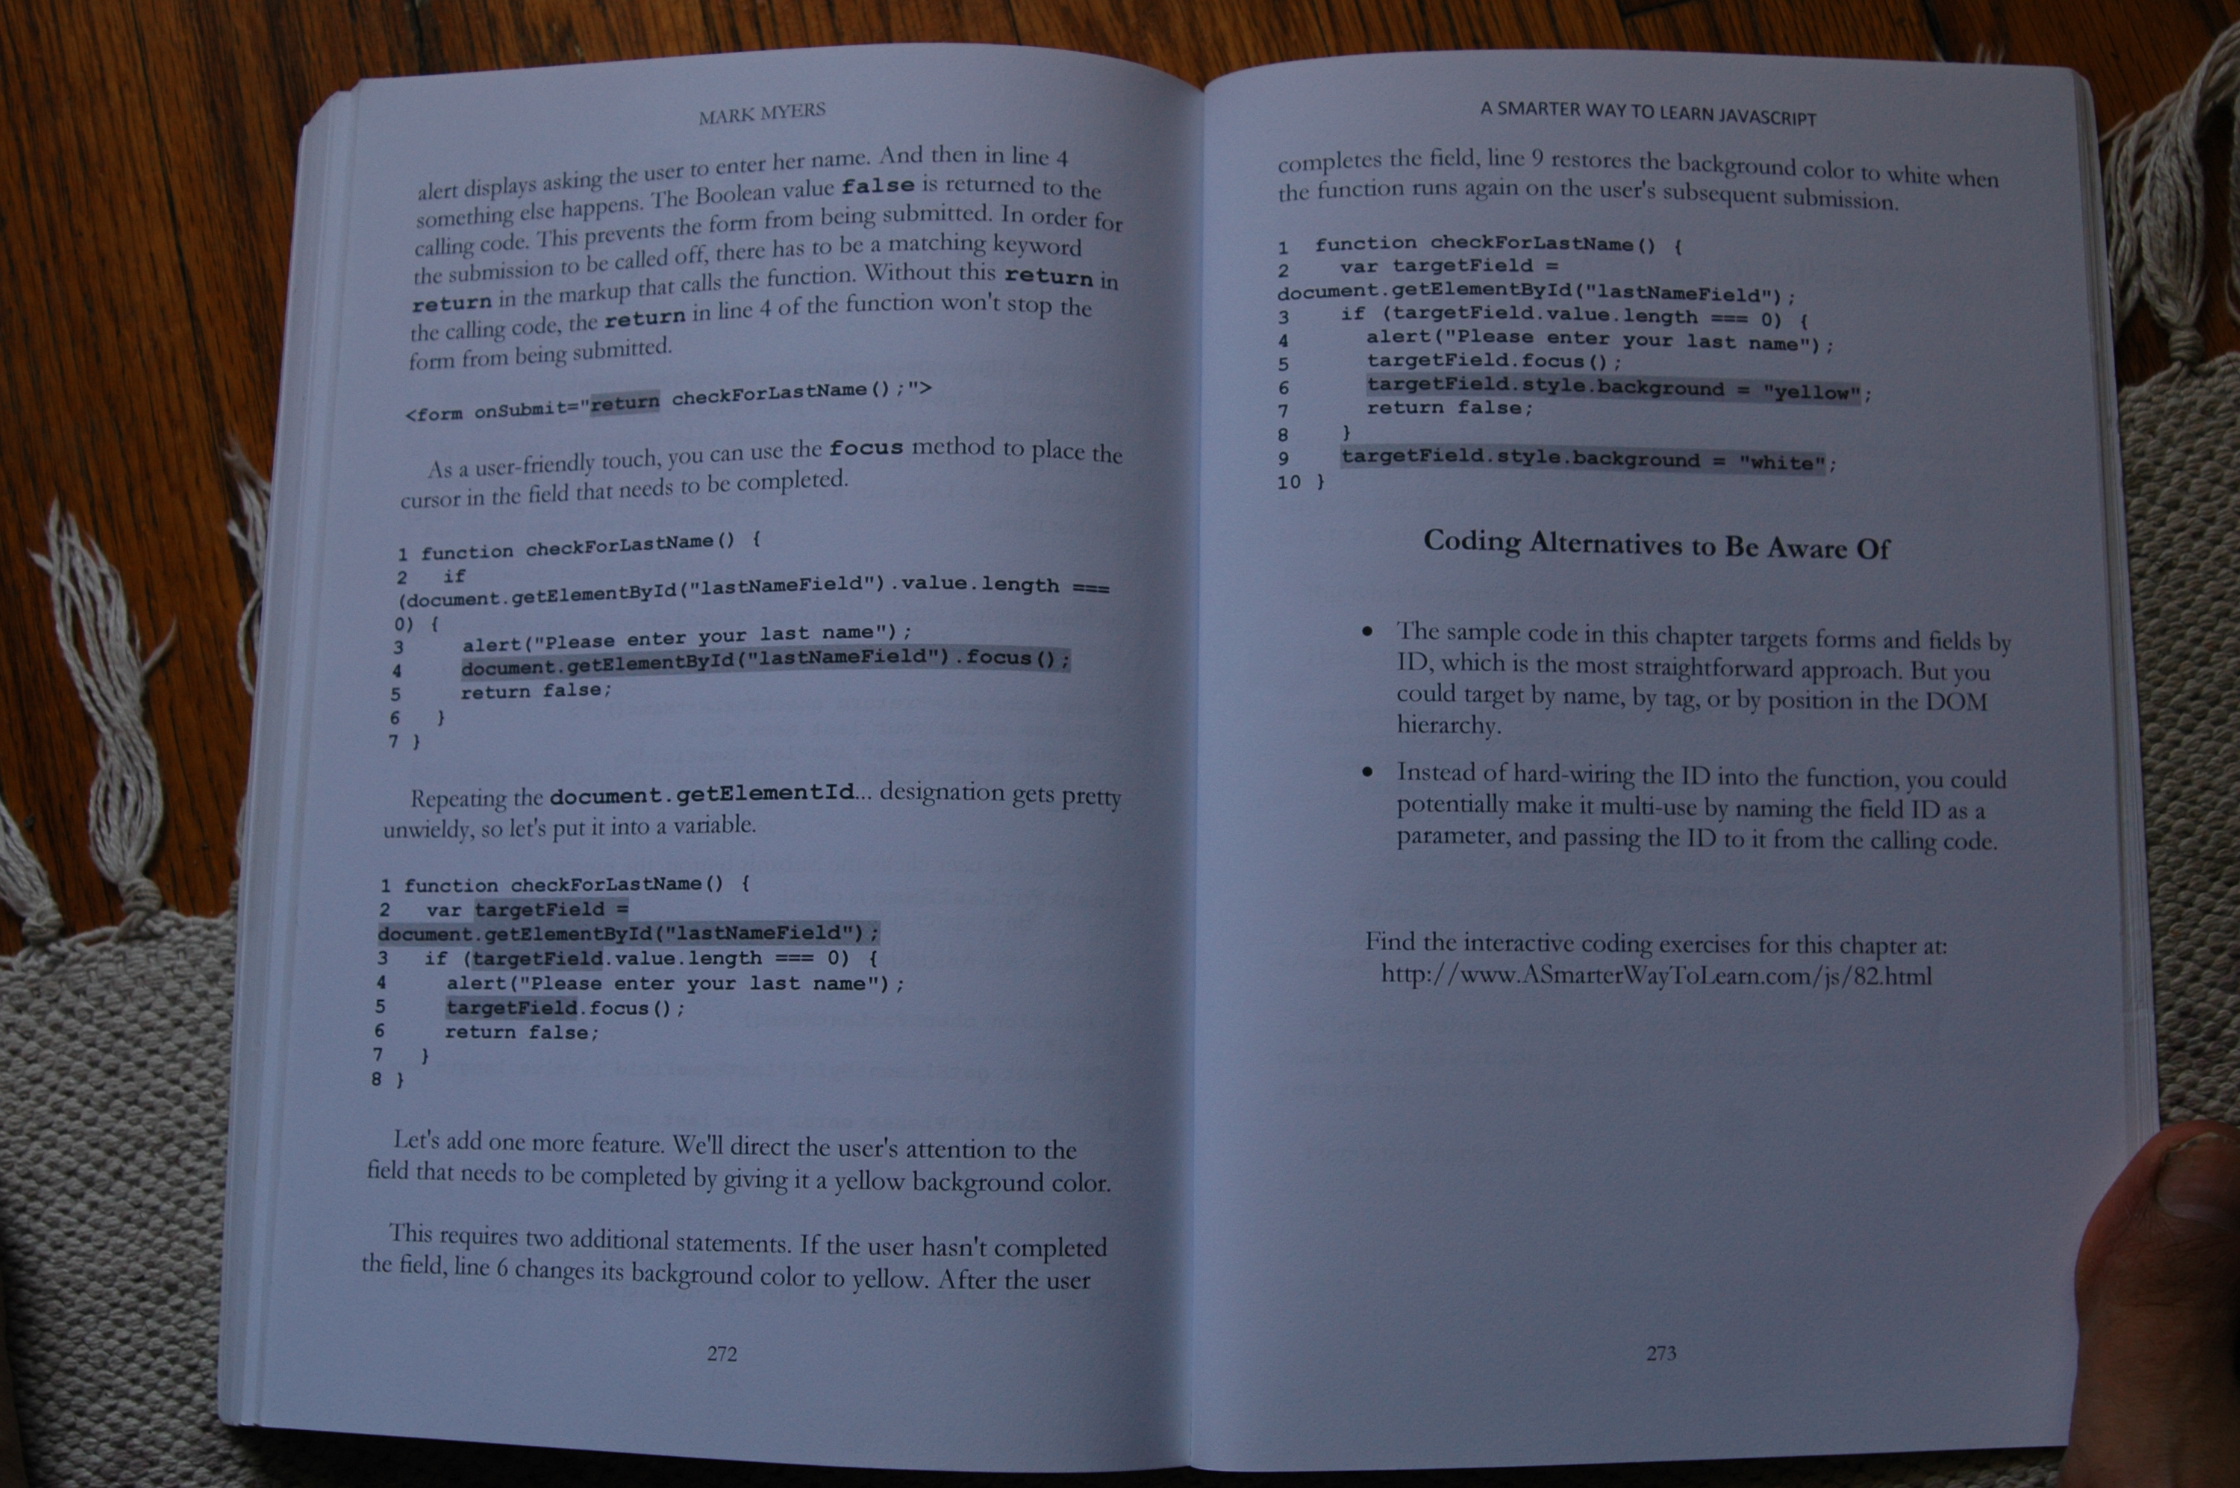 MARK MYERS
alert displays asking the user to enter her name. And then in line 4
something else happens. The Boolean value false is returned to the
calling code. This prevents the form from being submitted. In order for
the submission to be called off, there has to be a matching keyword
return in the markup that calls the function. Without this return in
the calling code, the return in line 4 of the function won't stop the
form from being submitted.
<form onSubmit="return checkForLastName();">
As a user-friendly touch, you can use the focus method to place the
cursor in the field that needs to be completed.
1 function checkForLastName() {
2 if
(document.getElementById("lastNameField").value.length ===
0) {
3 alert("Please enter your last name");
4 document.getElementById("lastNameField").focus();
5 return false;
6 }
7 }
Repeating the document.getElementId... designation gets pretty
unwieldy, so let's put it into a variable.
1 function checkForLastName() {
2 var targetField =
document.getElementById("lastNameField");
3 if (targetField.value.length === 0) {
4 alert("Please enter your last name");
5 targetField.focus();
6 return false;
7 }
8 }
Let's add one more feature. We'll direct the user's attention to the
field that needs to be completed by giving it a yellow background color.
This requires two additional statements. If the user hasn't completed
the field, line 6 changes its background color to yellow. After the user
272
A SMARTER WAY TO LEARN JAVASCRIPT
completes the field, line 9 restores the background color to white when
the function runs again on the user's subsequent submission.
1 function checkForLastName() {
2 var targetField =
document.getElementById("lastNameField");
3 if (targetField.value.length === 0) {
4 alert("Please enter your last name");
5 targetField.focus();
6 targetField.style.background = "yellow";
7 return false;
8 }
9 targetField.style.background = "white";
10 }
Coding Alternatives to Be Aware Of
• The sample code in this chapter targets forms and fields by
ID, which is the most straightforward approach. But you
could target by name, by tag, or by position in the DOM
hierarchy.
• Instead of hard-wiring the ID into the function, you could
potentially make it multi-use by naming the field ID as a
parameter, and passing the ID to it from the calling code.
Find the interactive coding exercises for this chapter at:
http://www.ASmarterWayToLearn.com/js/82.html
273